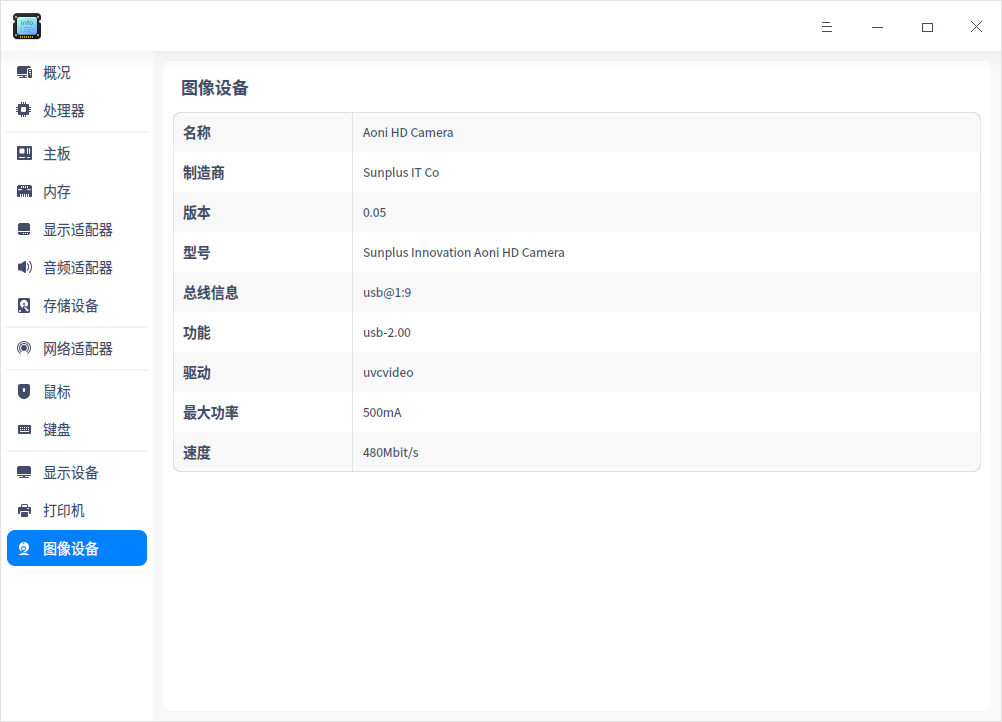 info
概况
处理器
主板
内存
显示适配器
音频适配器
存储设备
网络适配器
鼠标
键盘
显示设备
打印机
图像设备
图像设备
名称 Aoni HD Camera
制造商 Sunplus IT Co
版本 0.05
型号 Sunplus Innovation Aoni HD Camera
总线信息 usb@1:9
功能 usb-2.00
驱动 uvcvideo
最大功率 500mA
速度 480Mbit/s